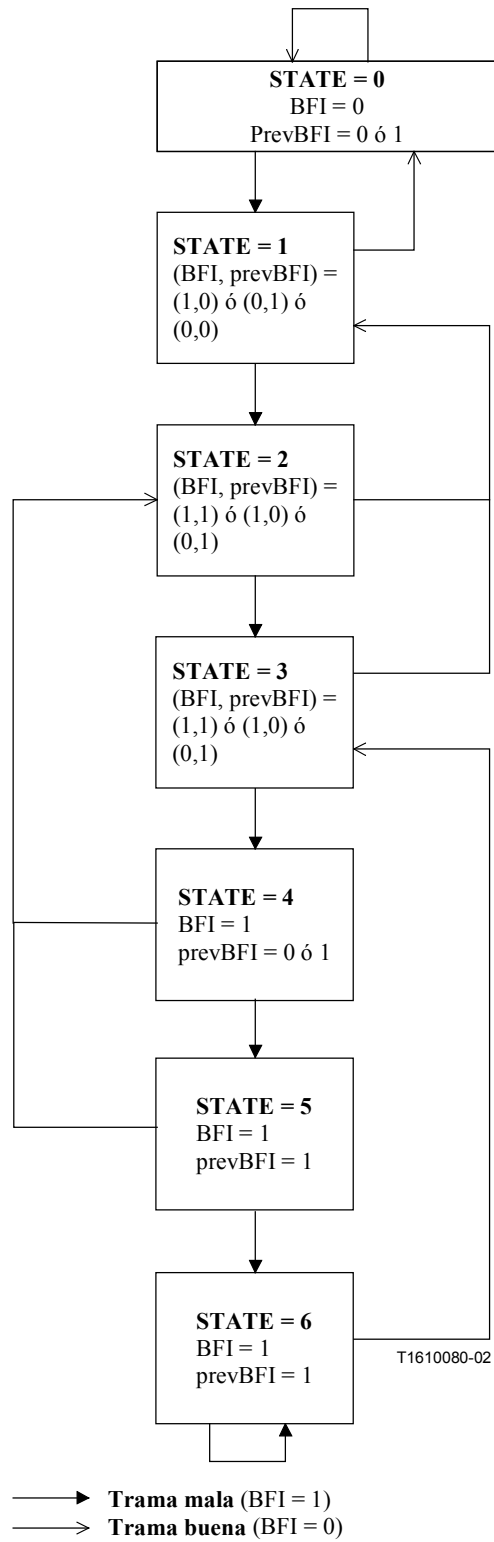 STATE = 0
BFI = 0
PrevBFI = 0 ó 1
STATE = 1
(BFI, prevBFI) =
(1,0) ó (0,1) ó
(0,0)
STATE = 2
(BFI, prevBFI) =
(1,1) ó (1,0) ó
(0,1)
STATE = 3
(BFI, prevBFI) =
(1,1) ó (1,0) ó
(0,1)
STATE = 4
BFI = 1
prevBFI = 0 ó 1
STATE = 5
BFI = 1
prevBFI = 1
STATE = 6
BFI = 1
prevBFI = 1
T1610080-02
Trama mala (BFI = 1)
Trama buena (BFI = 0)